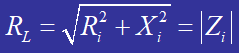 R_L = √(R_i^2 + X_i^2) = |Z_i|